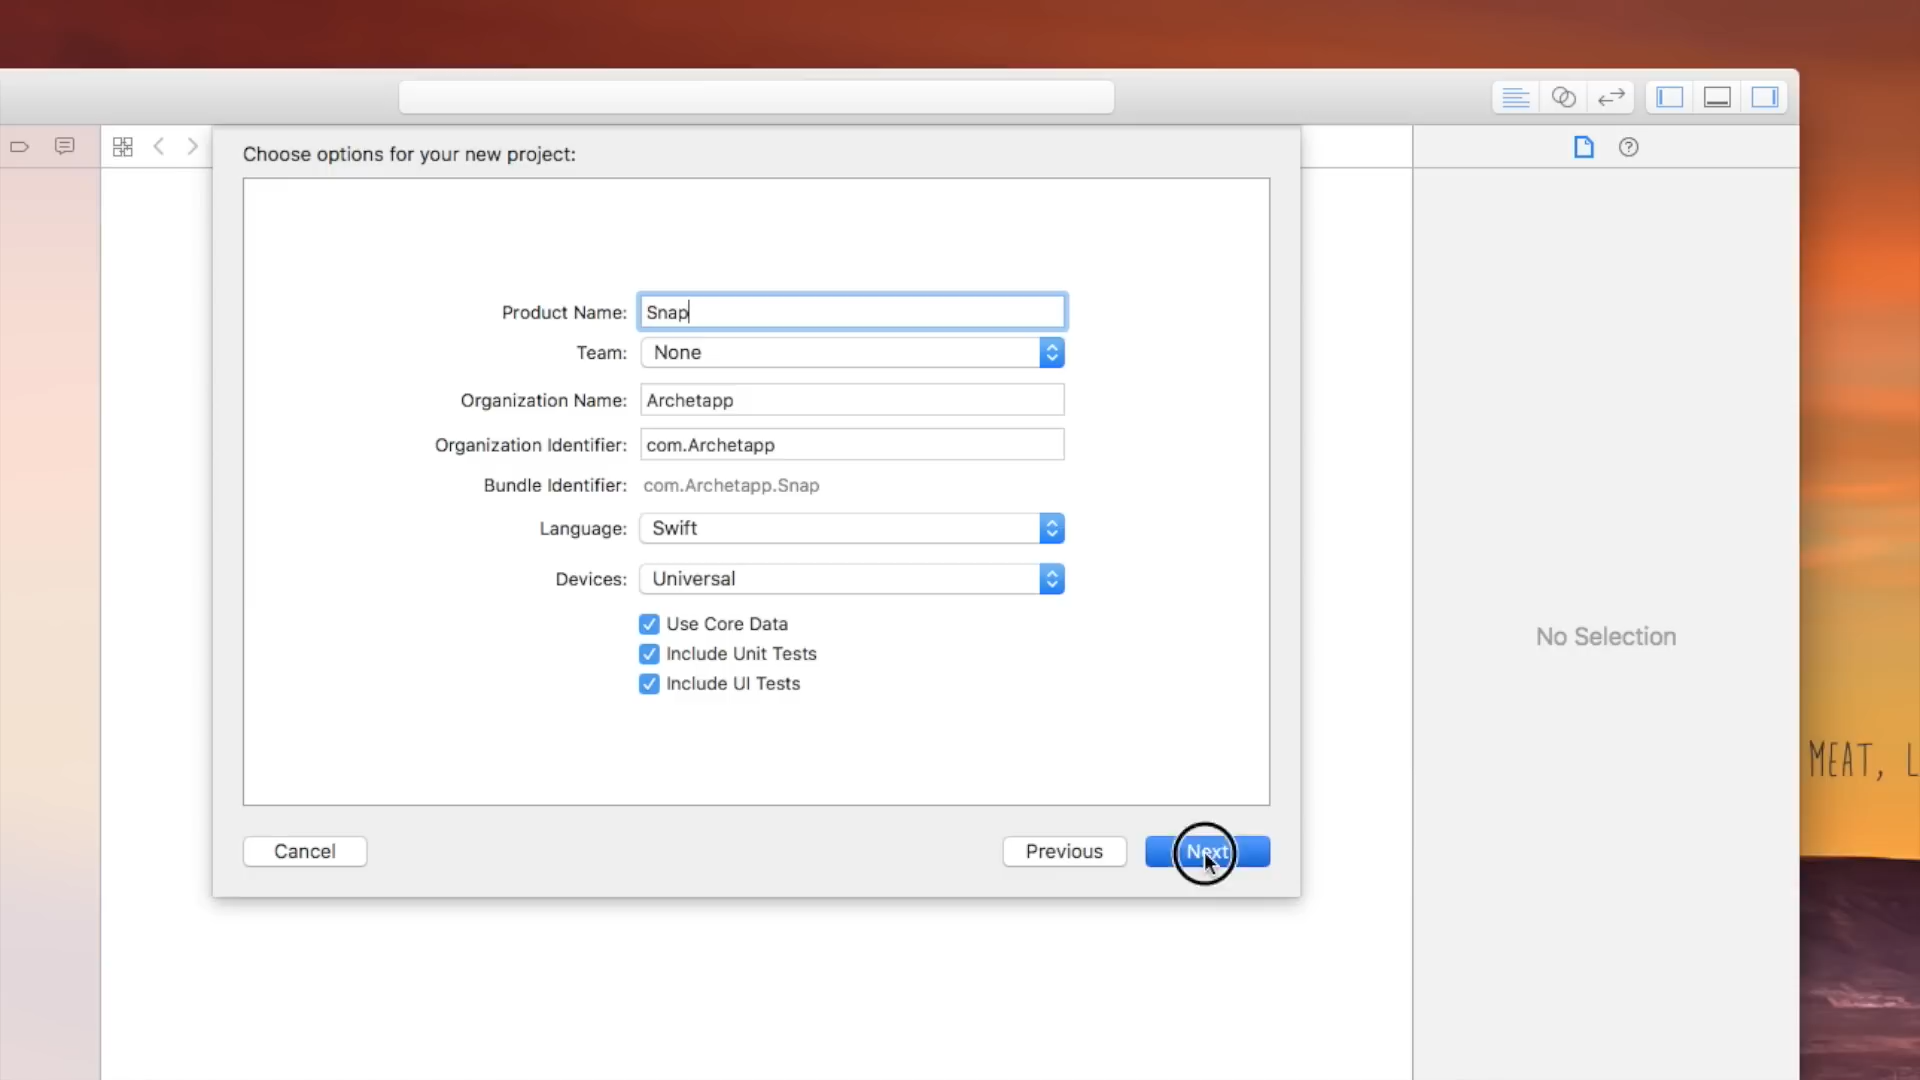 Choose options for your new project:
Product Name: Snap
Team: None
Organization Name: Archetapp
Organization Identifier: com.Archetapp
Bundle Identifier: com.Archetapp.Snap
Language: Swift
Devices: Universal
Use Core Data
Include Unit Tests
Include UI Tests
No Selection
MEAT, L
Cancel
Previous
Next